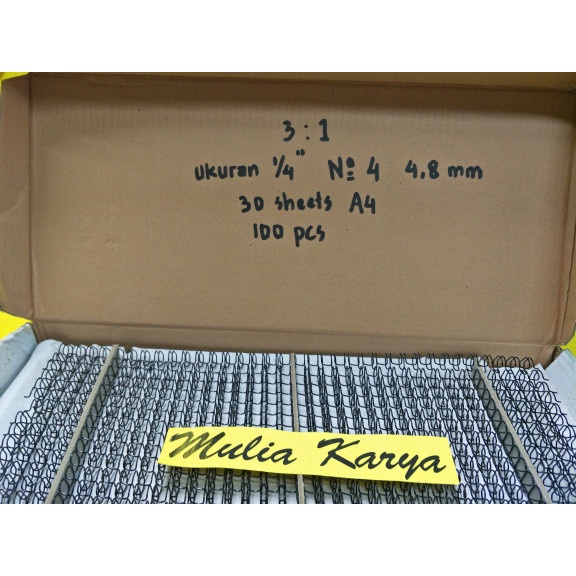 3 : 1
ukuran 1/4" № 4 4.8 mm
30 sheets A4
100 pcs
Mulia Karya